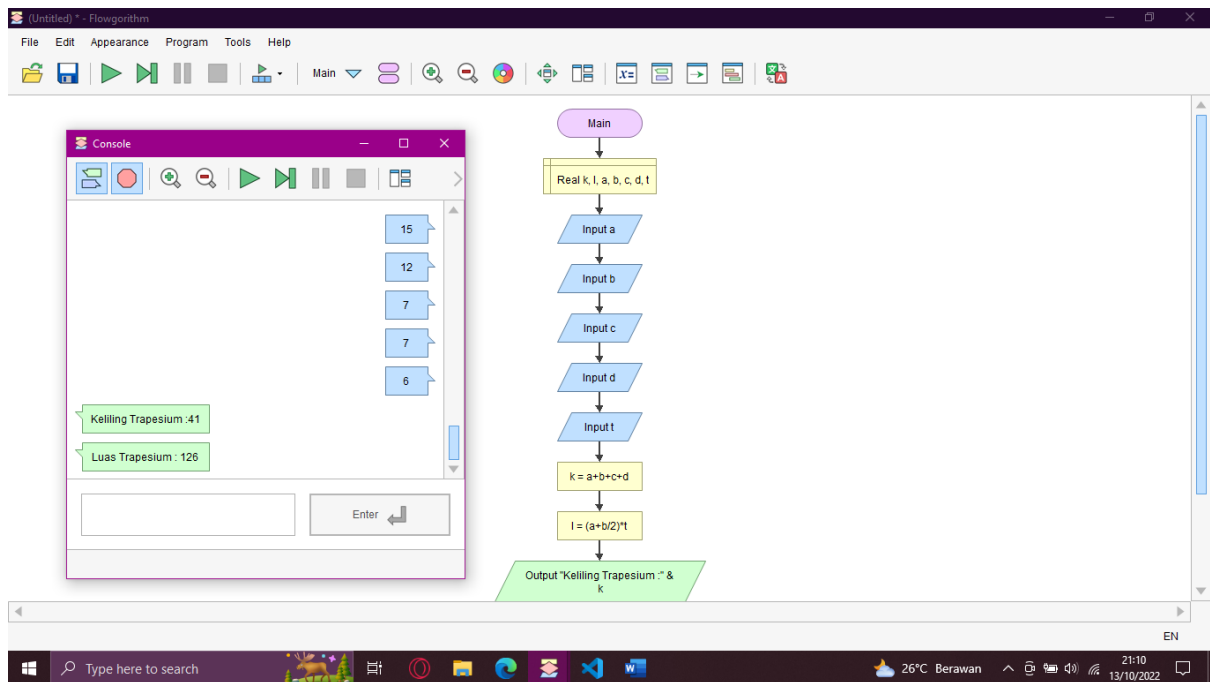 (Untitled) * - Flowgorithm
File Edit Appearance Program Tools Help
Main
x=
Console
15
12
7
7
6
Keliling Trapesium :41
Luas Trapesium : 126
Enter
Main
Real k, l, a, b, c, d, t
Input a
Input b
Input c
Input d
Input t
k = a+b+c+d
l = (a+b/2)*t
Output "Keliling Trapesium :" &
k
EN
Type here to search
26°C Berawan
21:10
13/10/2022